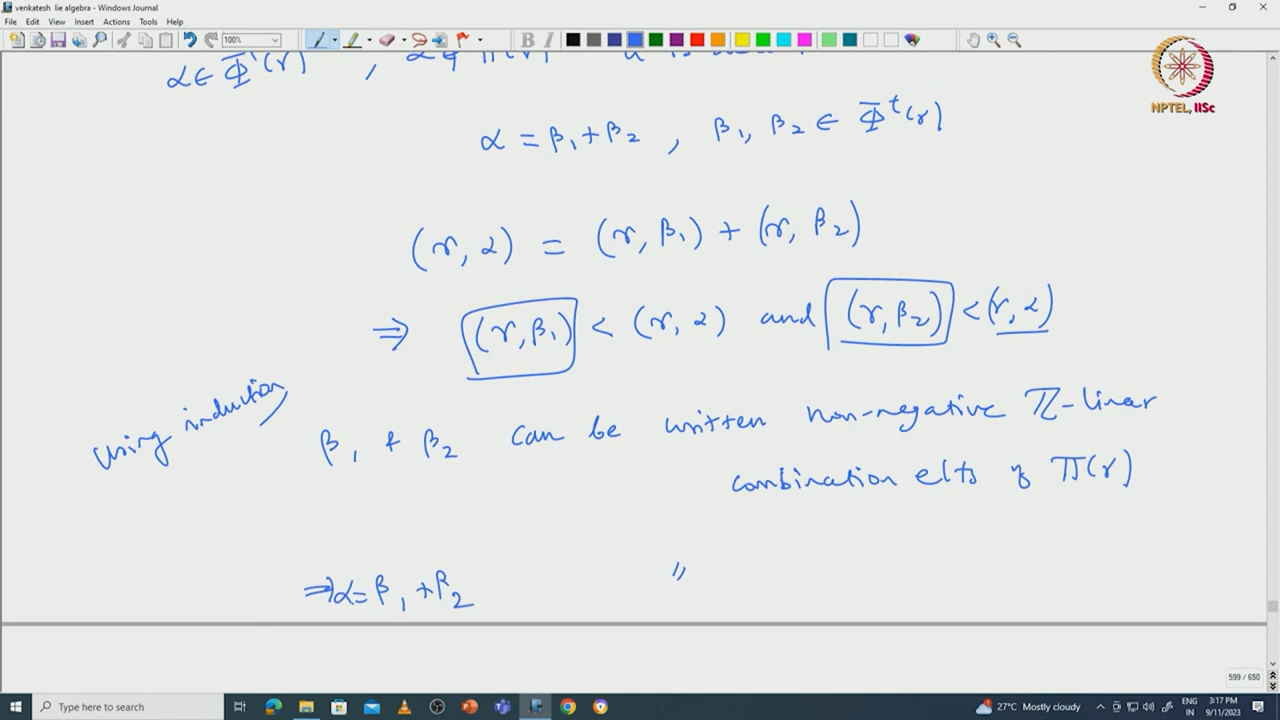 venkatesh lie algebra - Windows Journal
File Edit View Insert Actions Tools Help
100%
NPTEL, IISc
α ∈ Φ⁺(γ) , α ∉ Π(γ)
α = β₁ + β₂ , β₁, β₂ ∈ Φ⁺(γ)
(γ, α) = (γ, β₁) + (γ, β₂)
⇒ (γ, β₁) < (γ, α) and (γ, β₂) < (γ, α)
using induction
β₁ & β₂ can be written non-negative ℤ-linear
combination elts of Π(γ)
⇒ α = β₁ + β₂ "
599 / 650
Type here to search
27°C Mostly cloudy
ENG
IN
3:17 PM
9/11/2023